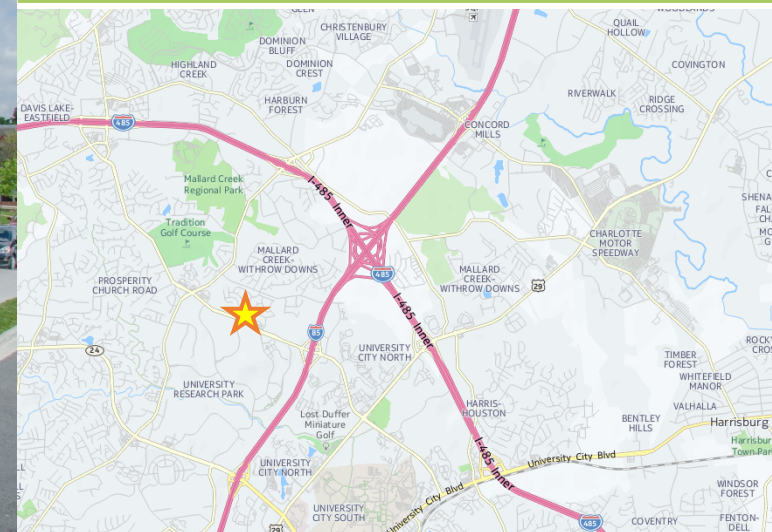 GLEN
CHRISTENBURY
VILLAGE
WOODLANDS
QUAIL
HOLLOW
DOMINION
BLUFF
HIGHLAND
CREEK
DOMINION
CREST
COVINGTON
HARBURN
FOREST
RIVERWALK
RIDGE
CROSSING
DAVIS LAKE-
EASTFIELD
485
CONCORD
MILLS
Mallard Creek
Regional Park
I-485 Inner
Tradition
Golf Course
CHARLOTTE
MOTOR
SPEEDWAY
MALLARD
CREEK-
WITHROW DOWNS
485
MALLARD
CREEK-
WITHROW DOWNS
29
PROSPERITY
CHURCH ROAD
I-485 Inner
85
24
UNIVERSITY
CITY NORTH
TIMBER
FOREST
WHITEFIELD
MANOR
UNIVERSITY
RESEARCH PARK
HARRIS-
HOUSTON
VALHALLA
BENTLEY
HILLS
Harrisburg
Lost Duffer
Miniature
Golf
I-485 Inner
Harrisburg
Town Park
University City Blvd
UNIVERSITY
CITY NORTH
WINDSOR
FOREST
UNIVERSITY
CITY SOUTH
University City Blvd
29
485
COVENTRY
FENTON-
DELL